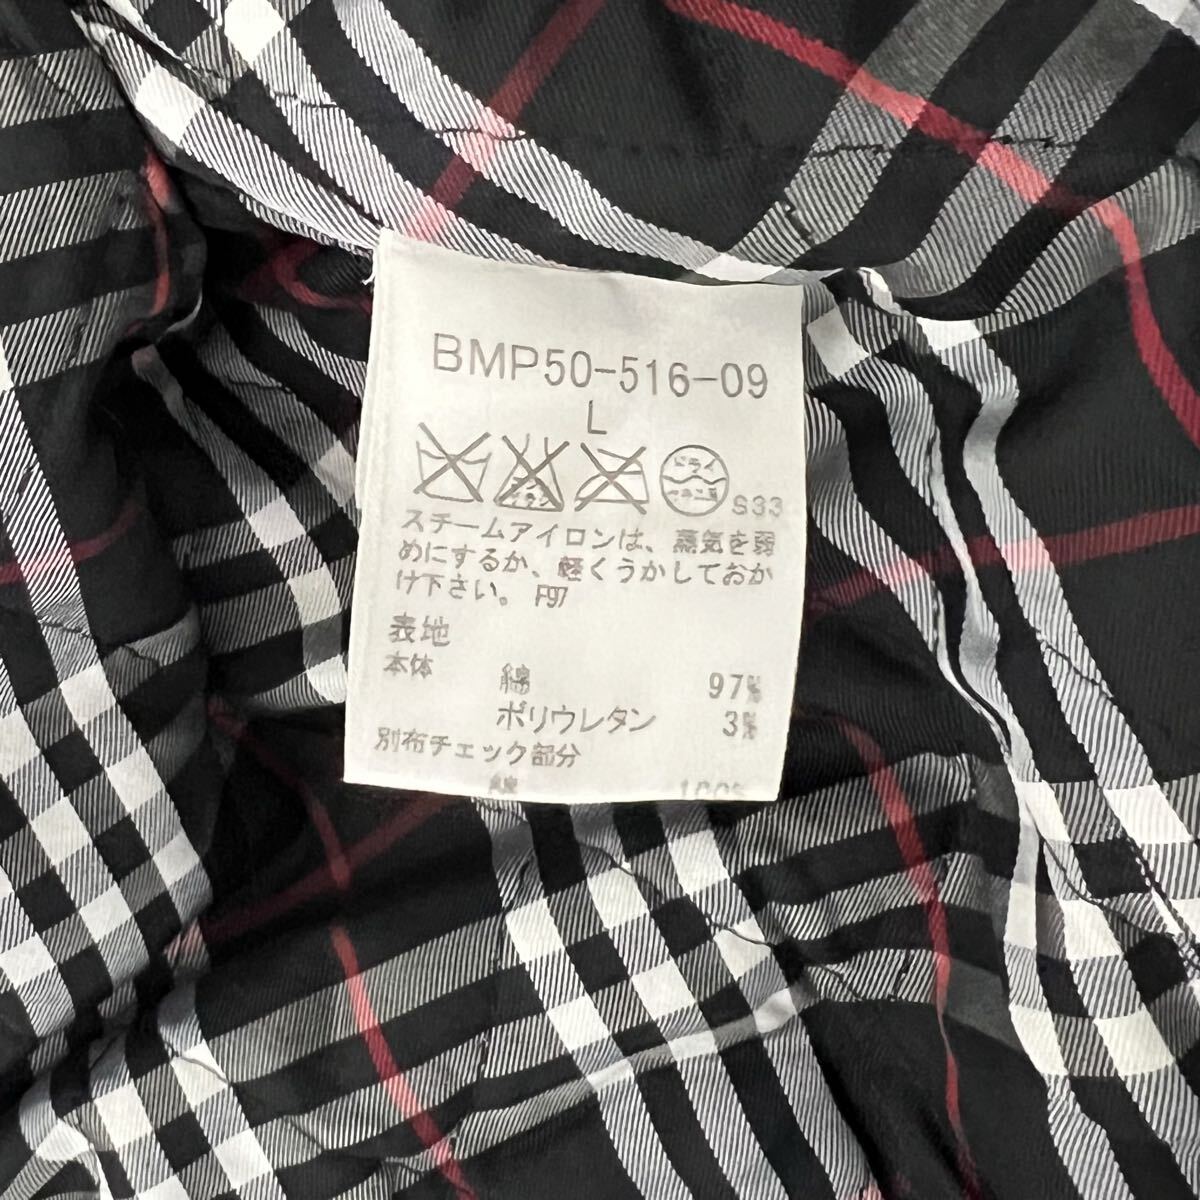 BMP50-516-09
L
ドライ
S33
スチームアイロンは、蒸気を弱
めにするか、軽くうかしておか
け下さい。 F97
表地
本体 綿 97%
ポリウレタン 3%
別布チェック部分
綿 100%